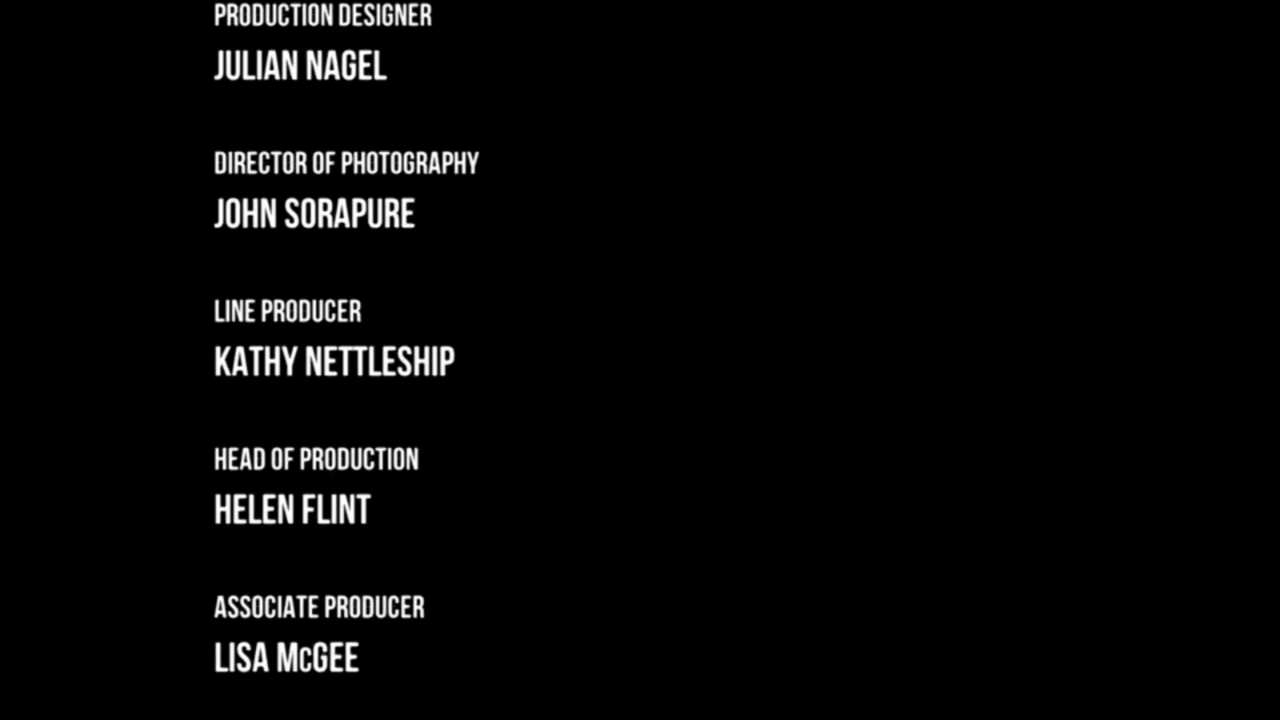 PRODUCTION DESIGNER
JULIAN NAGEL
DIRECTOR OF PHOTOGRAPHY
JOHN SORAPURE
LINE PRODUCER
KATHY NETTLESHIP
HEAD OF PRODUCTION
HELEN FLINT
ASSOCIATE PRODUCER
LISA McGEE